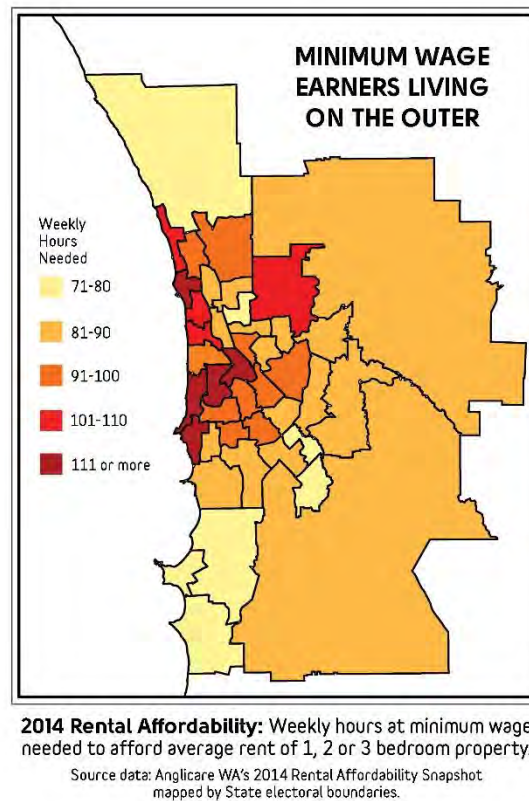 MINIMUM WAGE
EARNERS LIVING
ON THE OUTER
Weekly
Hours
Needed
71-80
81-90
91-100
101-110
111 or more
2014 Rental Affordability: Weekly hours at minimum wage
needed to afford average rent of 1, 2 or 3 bedroom property.
Source data: Anglicare WA's 2014 Rental Affordability Snapshot
mapped by State electoral boundaries.